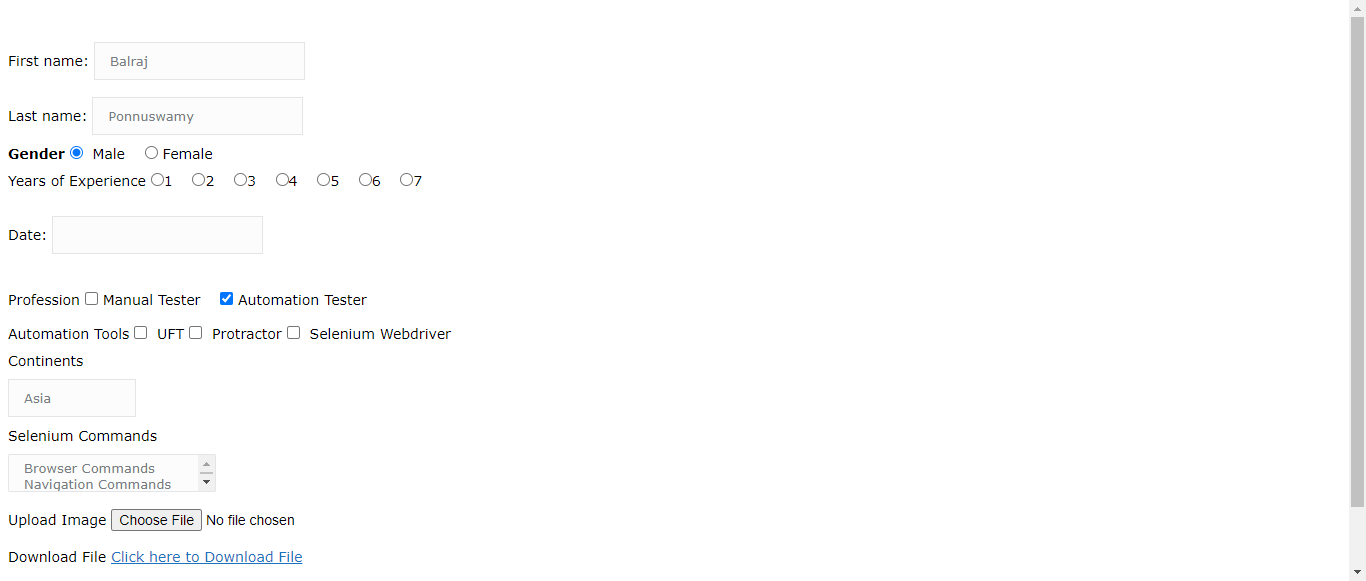 First name: Balraj
Last name: Ponnuswamy
Gender Male Female
Years of Experience 1 2 3 4 5 6 7
Date:
Profession Manual Tester Automation Tester
Automation Tools UFT Protractor Selenium Webdriver
Continents
Asia
Selenium Commands
Browser Commands
Navigation Commands
Upload Image Choose File No file chosen
Download File Click here to Download File